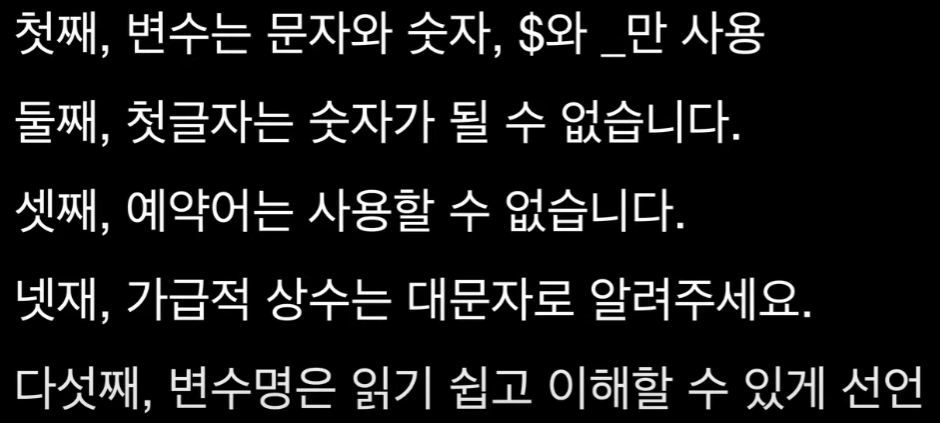 첫째, 변수는 문자와 숫자, $와 _만 사용
둘째, 첫글자는 숫자가 될 수 없습니다.
셋째, 예약어는 사용할 수 없습니다.
넷재, 가급적 상수는 대문자로 알려주세요.
다섯째, 변수명은 읽기 쉽고 이해할 수 있게 선언